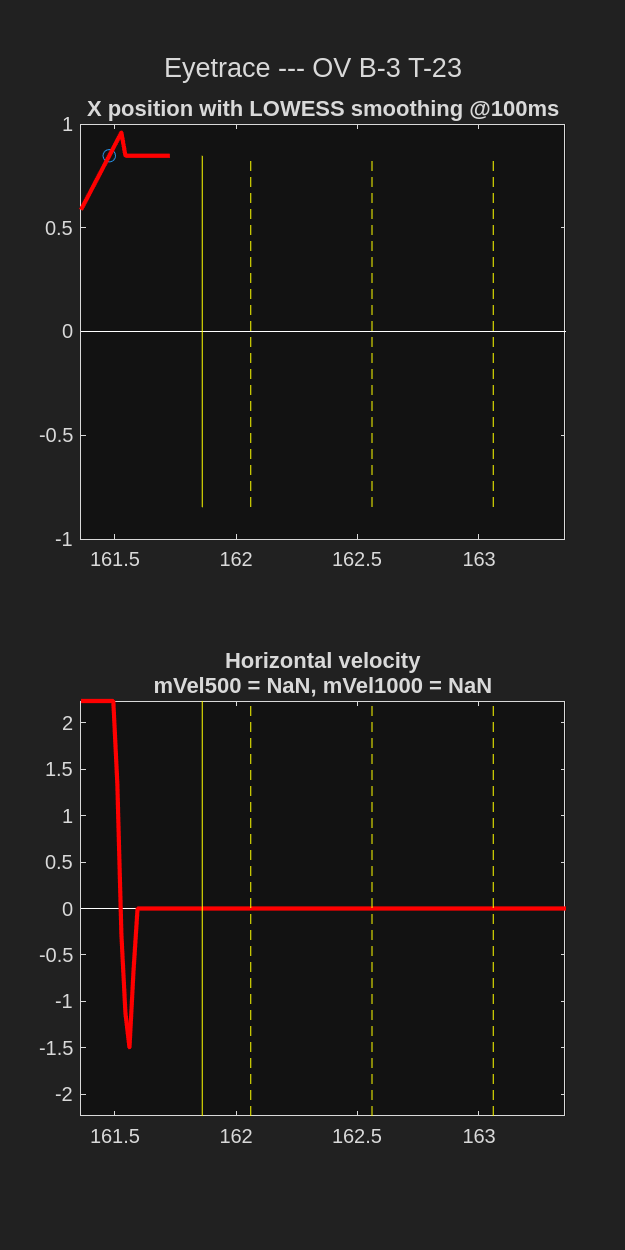 Eyetrace --- OV B-3 T-23
X position with LOWESS smoothing @100ms
1
0.5
0
-0.5
-1
161.5 162 162.5 163
Horizontal velocity
mVel500 = NaN, mVel1000 = NaN
2
1.5
1
0.5
0
-0.5
-1
-1.5
-2
161.5 162 162.5 163